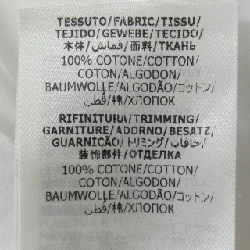 TESSUTO/FABRIC/TISSU/
TEJIDO/GEWEBE/TECIDO/
本体/قماش/面料/ТКАНЬ
100% COTONE/COTTON/
COTON/ALGODON/
BAUMWOLLE/ALGODÃO/コットン/
قطن/棉/ХЛОПОК
RIFINITURA/TRIMMING/
GARNITURE/ADORNO/BESATZ/
GUARNIÇÃO/トリミング/حافات/
装饰部件/ОТДЕЛКА
100% COTONE/COTTON/
COTON/ALGODON/
BAUMWOLLE/ALGODÃO/コットン/
قطن/棉/ХЛОПОК